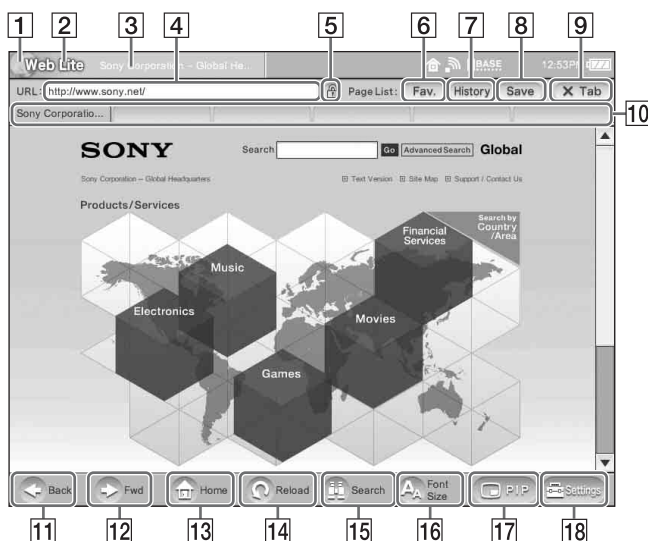 1 2 3 4 5 6 7 8 9
Web Lite Sony Corporation – Global He... BASE 12:53PM
URL: http://www.sony.net/ Page List: Fav. History Save X Tab
Sony Corporatio... 10
SONY Search Go Advanced Search Global
Sony Corporation – Global Headquarters Text Version Site Map Support / Contact Us
Products/Services
Search by
Country
/Area
Financial
Services
Music
Electronics
Movies
Games
Back Fwd Home Reload Search Font Size PIP Settings
11 12 13 14 15 16 17 18